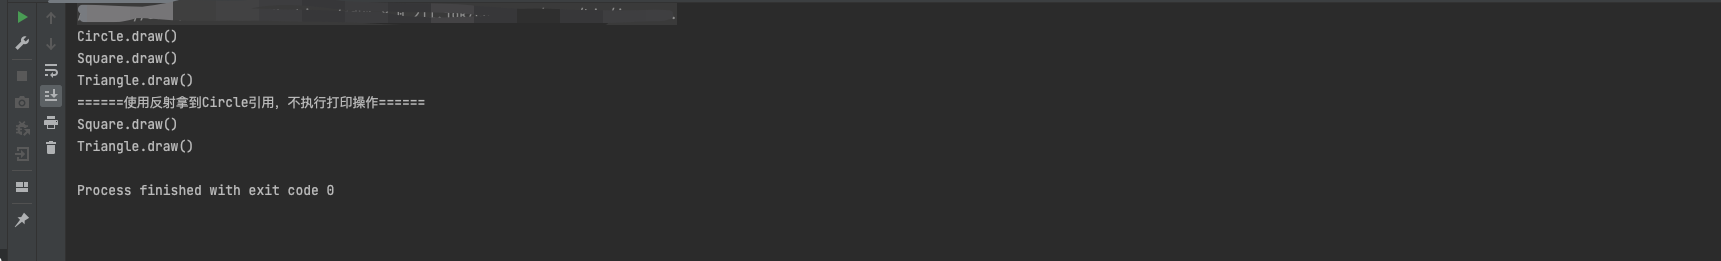 Circle.draw()
Square.draw()
Triangle.draw()
======使用反射拿到Circle引用，不执行打印操作======
Square.draw()
Triangle.draw()
Process finished with exit code 0